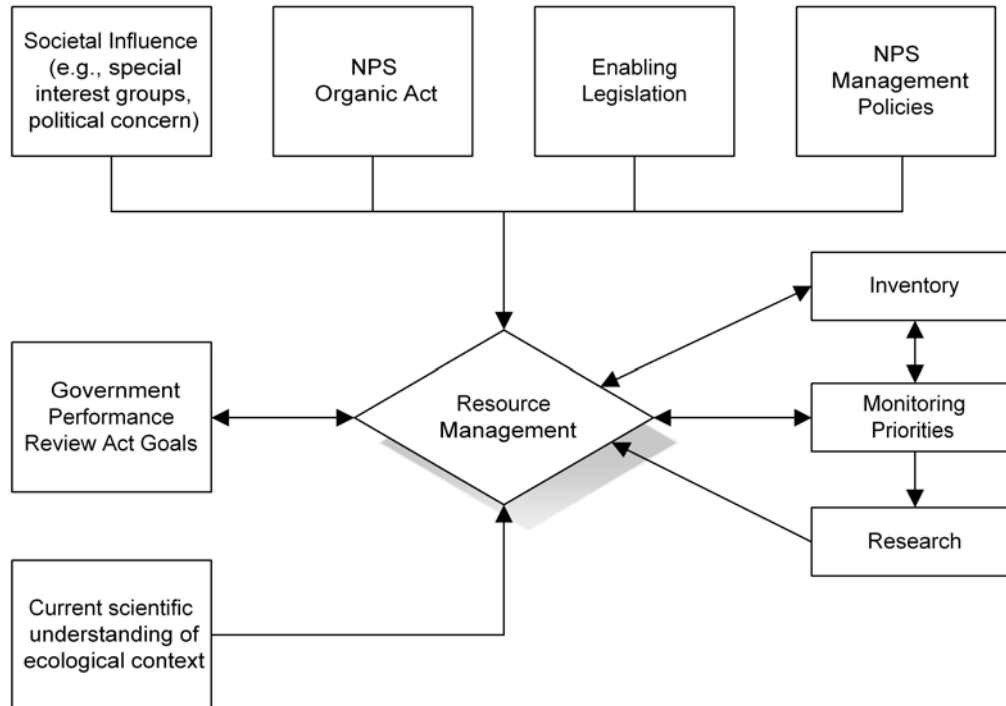 Societal Influence
(e.g., special
interest groups,
political concern)
NPS
Organic Act
Enabling
Legislation
NPS
Management
Policies
Inventory
Government
Performance
Review Act Goals
Resource
Management
Monitoring
Priorities
Research
Current scientific
understanding of
ecological context